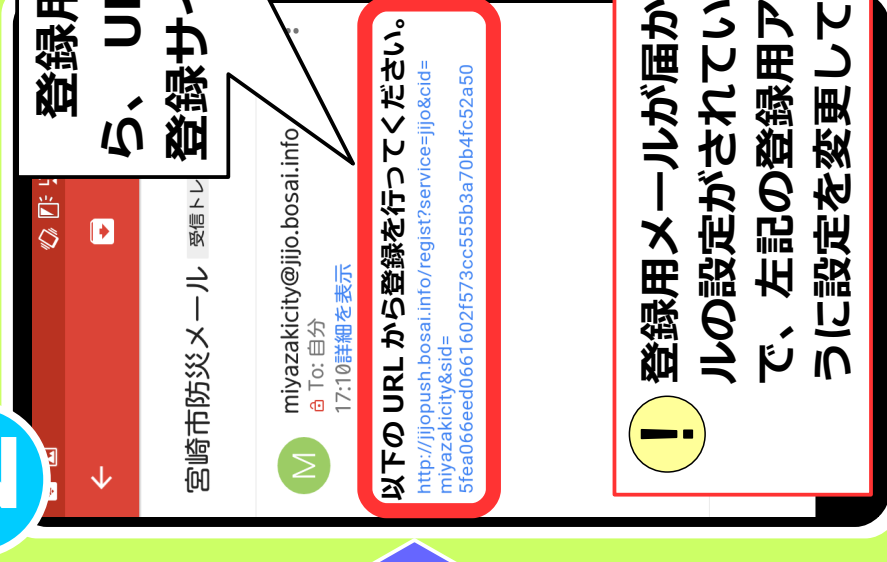 登録用
ら、UR
登録サイ
宮崎市防災メール 受信トレ
M
miyazakicity@jijo.bosai.info
To: 自分
17:10詳細を表示
以下の URL から登録を行ってください。
http://jijopush.bosai.info/regist?service=jijo&cid=
miyazakicity&sid=
5fea066eed0661602f573cc555b3a70b4fc52a50
!
登録用メールが届か
ルの設定がされてい
で、左記の登録用ア
うに設定を変更して